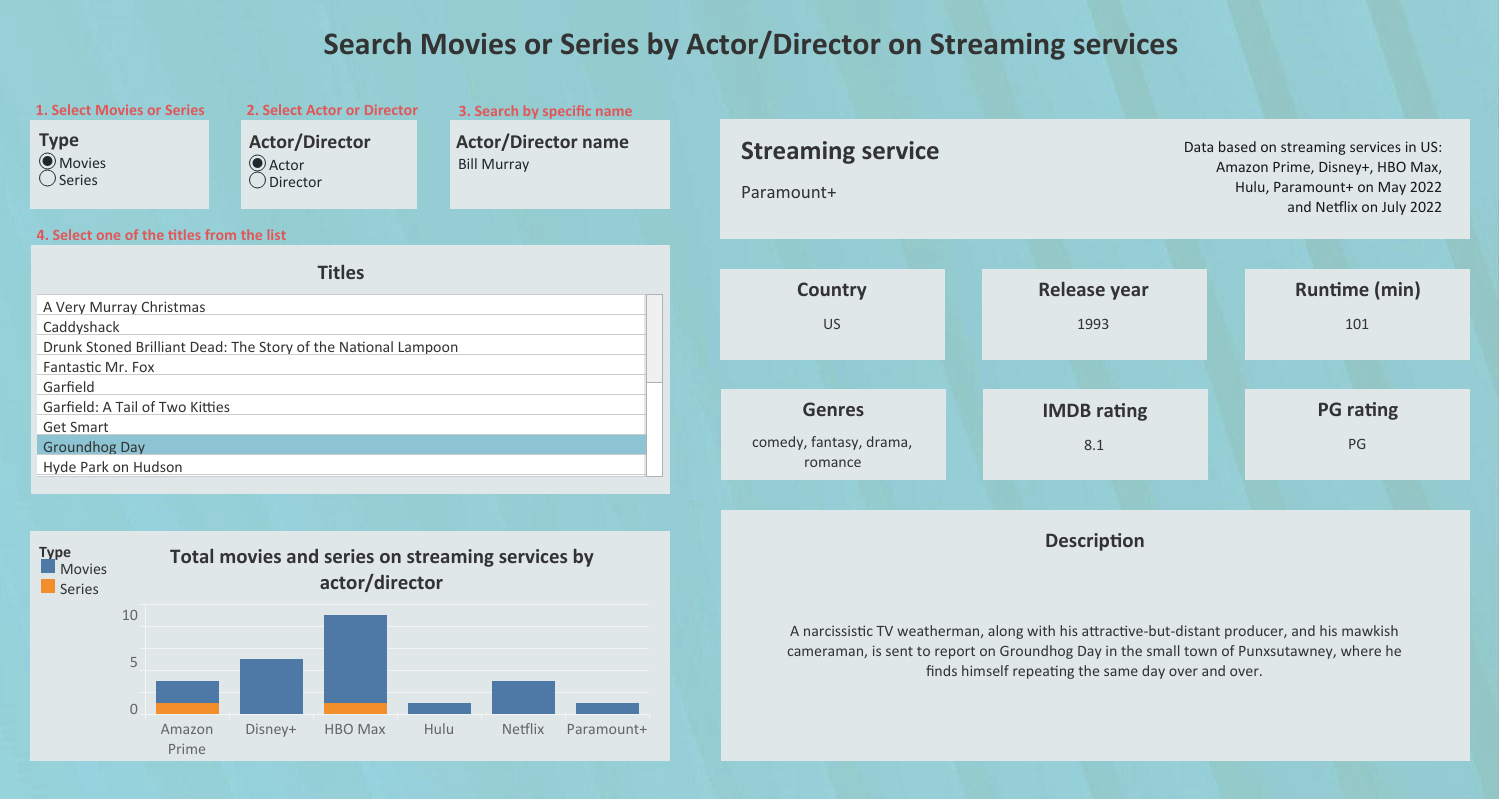 Search Movies or Series by Actor/Director on Streaming services
1. Select Movies or Series
Type
Movies
Series
2. Select Actor or Director
Actor/Director
Actor
Director
3. Search by specific name
Actor/Director name
Bill Murray
4. Select one of the titles from the list
Titles
A Very Murray Christmas
Caddyshack
Drunk Stoned Brilliant Dead: The Story of the National Lampoon
Fantastic Mr. Fox
Garfield
Garfield: A Tail of Two Kitties
Get Smart
Groundhog Day
Hyde Park on Hudson
Type
Movies
Series
Total movies and series on streaming services by
actor/director
10
5
0
Amazon
Prime
Disney+
HBO Max
Hulu
Netflix
Paramount+
Streaming service
Paramount+
Data based on streaming services in US:
Amazon Prime, Disney+, HBO Max,
Hulu, Paramount+ on May 2022
and Netflix on July 2022
Country
US
Release year
1993
Runtime (min)
101
Genres
comedy, fantasy, drama,
romance
IMDB rating
8.1
PG rating
PG
Description
A narcissistic TV weatherman, along with his attractive-but-distant producer, and his mawkish
cameraman, is sent to report on Groundhog Day in the small town of Punxsutawney, where he
finds himself repeating the same day over and over.